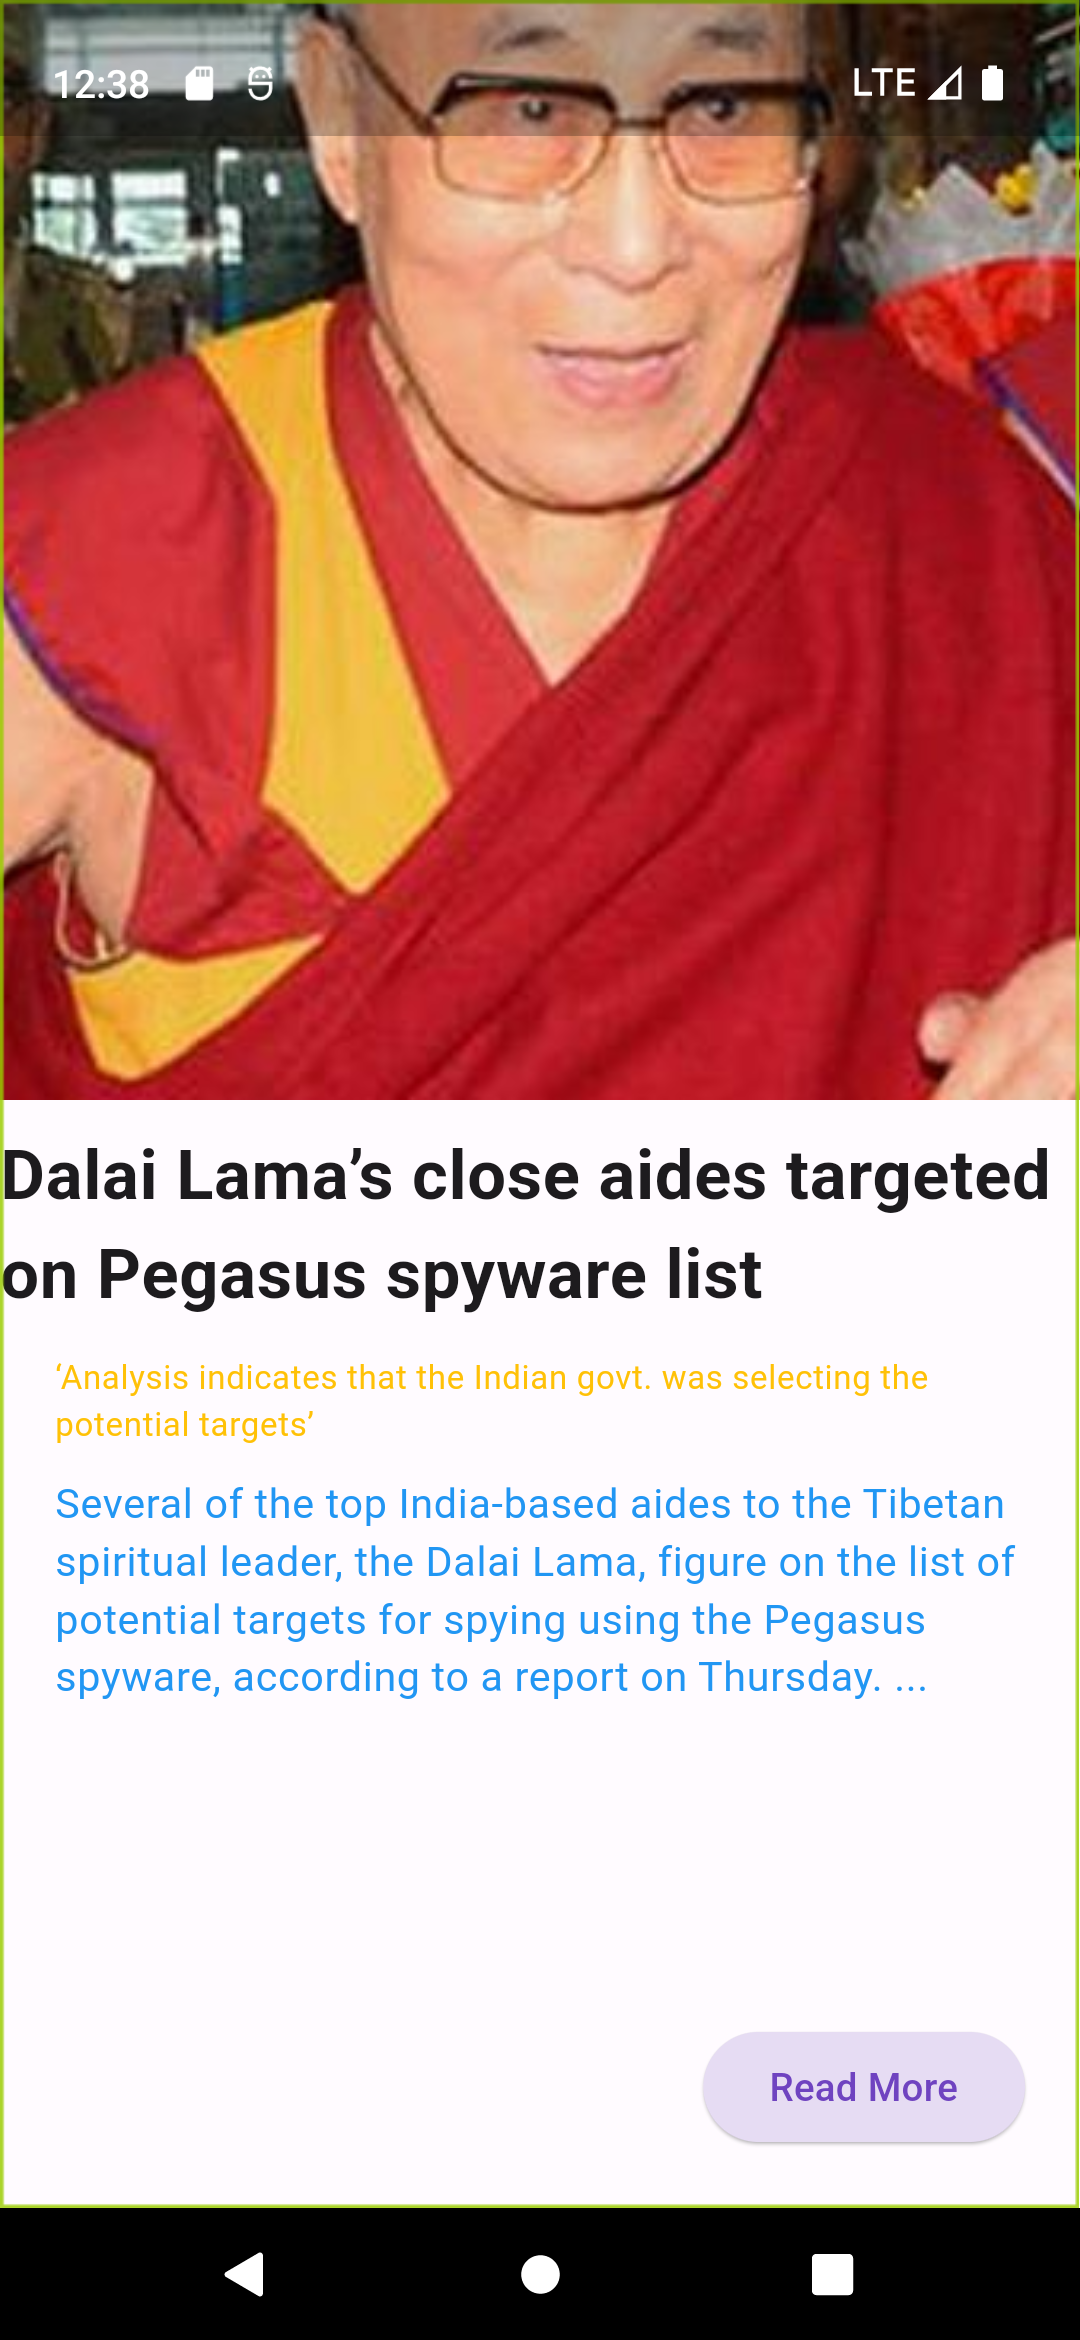 12:38 LTE
Dalai Lama’s close aides targeted
on Pegasus spyware list
‘Analysis indicates that the Indian govt. was selecting the
potential targets’
Several of the top India-based aides to the Tibetan
spiritual leader, the Dalai Lama, figure on the list of
potential targets for spying using the Pegasus
spyware, according to a report on Thursday. ...
Read More